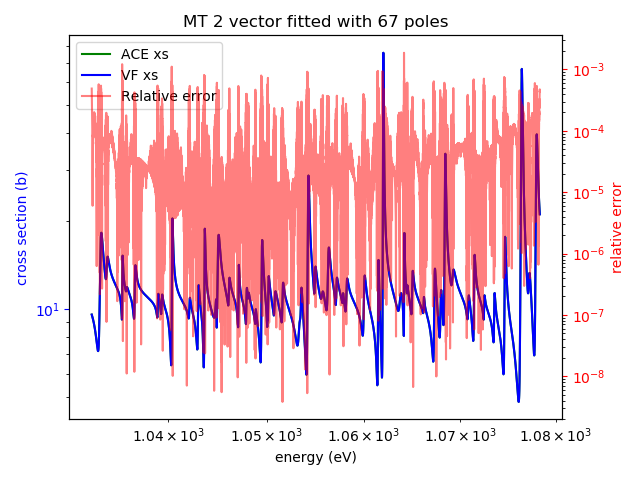 MT 2 vector fitted with 67 poles
ACE xs
VF xs
Relative error
cross section (b)
10¹
10⁻³
10⁻⁴
10⁻⁵
10⁻⁶
10⁻⁷
10⁻⁸
relative error
1.04 × 10³ 1.05 × 10³ 1.06 × 10³ 1.07 × 10³ 1.08 × 10³
energy (eV)